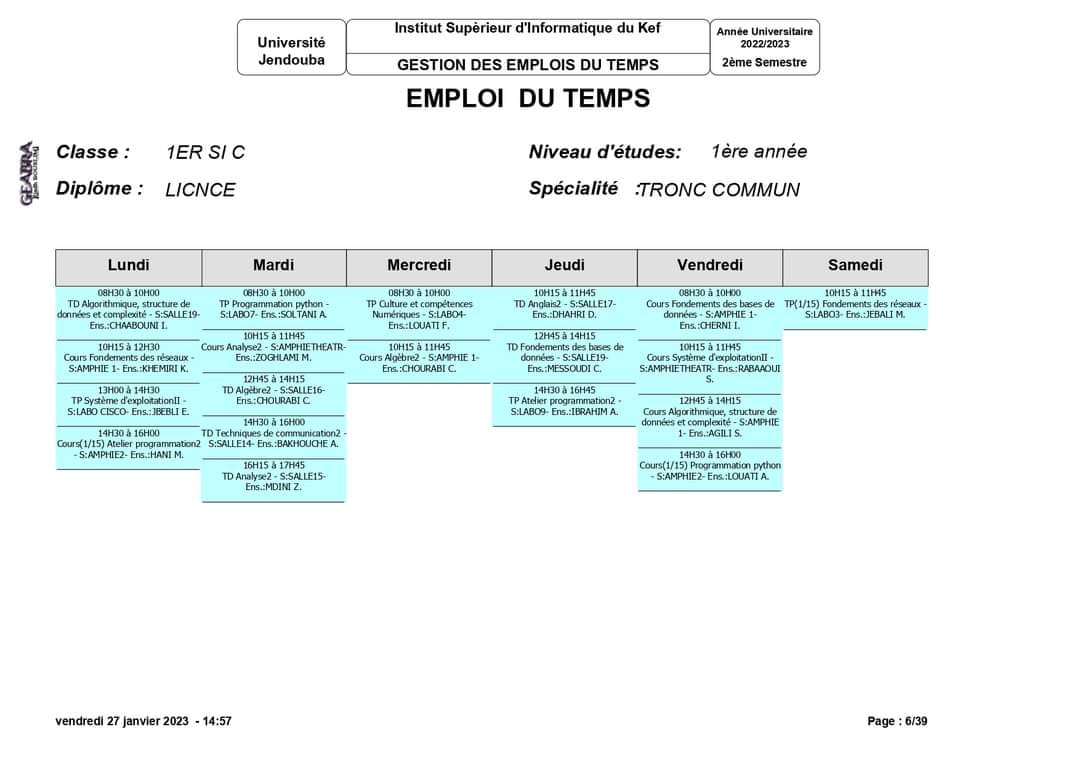 Université
Jendouba
Institut Supèrieur d'Informatique du Kef
GESTION DES EMPLOIS DU TEMPS
Année Universitaire
2022/2023
2ème Semestre
EMPLOI DU TEMPS
GEABRA
Classe : 1ER SI C
Niveau d'études: 1ère année
Diplôme : LICNCE
Spécialité :TRONC COMMUN
Lundi
08H30 à 10H00
TD Algorithmique, structure de
données et complexité - S:SALLE19-
Ens.:CHAABOUNI I.
10H15 à 12H30
Cours Fondements des réseaux -
S:AMPHIE 1- Ens.:KHEMIRI K.
13H00 à 14H30
TP Système d'exploitationII -
S:LABO CISCO- Ens.:JBEBLI E.
14H30 à 16H00
Cours(1/15) Atelier programmation2
- S:AMPHIE2- Ens.:HANI M.
Mardi
08H30 à 10H00
TP Programmation python -
S:LABO7- Ens.:SOLTANI A.
10H15 à 11H45
Cours Analyse2 - S:AMPHIETHEATR-
Ens.:ZOGHLAMI M.
12H45 à 14H15
TD Algèbre2 - S:SALLE16-
Ens.:CHOURABI C.
14H30 à 16H00
TD Techniques de communication2 -
S:SALLE14- Ens.:BAKHOUCHE A.
16H15 à 17H45
TD Analyse2 - S:SALLE15-
Ens.:MDINI Z.
Mercredi
08H30 à 10H00
TP Culture et compétences
Numériques - S:LABO4-
Ens.:LOUATI F.
10H15 à 11H45
Cours Algèbre2 - S:AMPHIE 1-
Ens.:CHOURABI C.
Jeudi
10H15 à 11H45
TD Anglais2 - S:SALLE17-
Ens.:DHAHRI D.
12H45 à 14H15
TD Fondements des bases de
données - S:SALLE19-
Ens.:MESSOUDI C.
14H30 à 16H45
TP Atelier programmation2 -
S:LABO9- Ens.:IBRAHIM A.
Vendredi
08H30 à 10H00
Cours Fondements des bases de
données - S:AMPHIE 1-
Ens.:CHERNI I.
10H15 à 11H45
Cours Système d'exploitationII -
S:AMPHIETHEATR- Ens.:RABAAOUI
S.
12H45 à 14H15
Cours Algorithmique, structure de
données et complexité - S:AMPHIE
1- Ens.:AGILI S.
14H30 à 16H00
Cours(1/15) Programmation python
- S:AMPHIE2- Ens.:LOUATI A.
Samedi
10H15 à 11H45
TP(1/15) Fondements des réseaux -
S:LABO3- Ens.:JEBALI M.
vendredi 27 janvier 2023 - 14:57
Page : 6/39